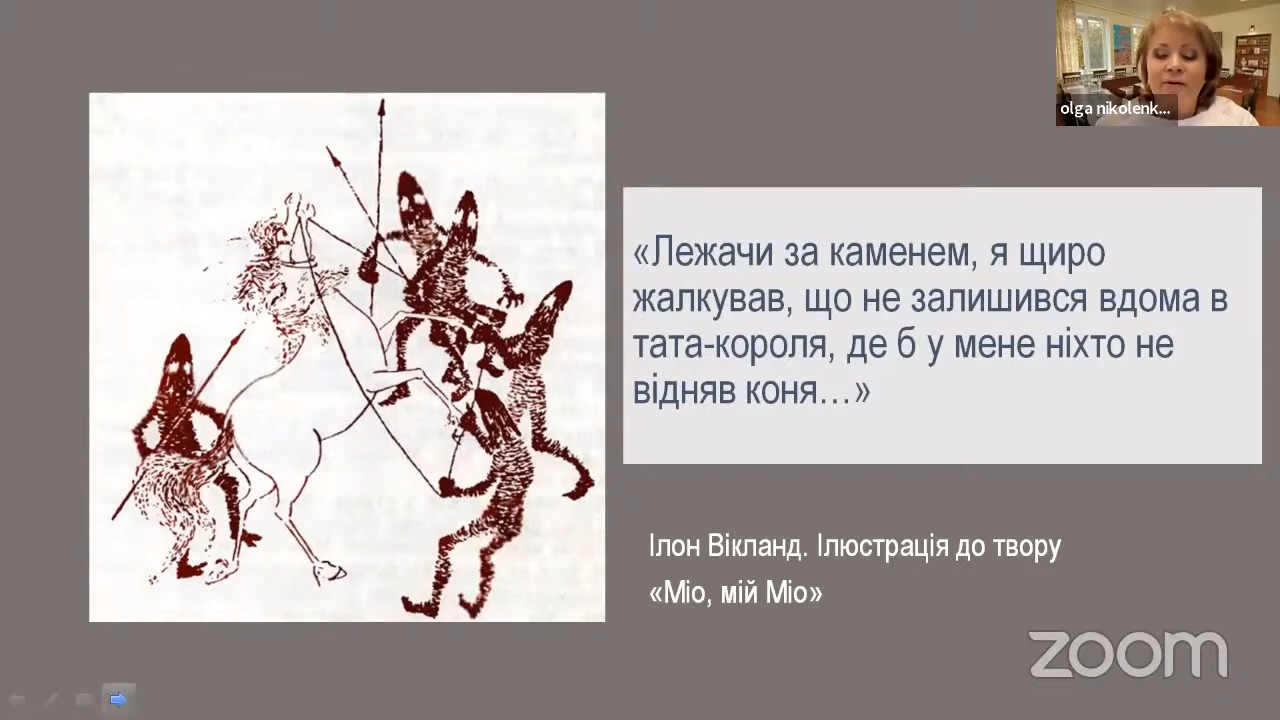 olga nikolenk...
«Лежачи за каменем, я щиро
жалкував, що не залишився вдома в
тата-короля, де б у мене ніхто не
відняв коня…»
Ілон Вікланд. Ілюстрація до твору
«Міо, мій Міо»
zoom